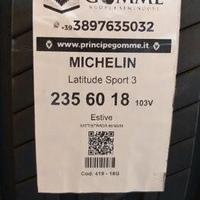 GOMME
+39 3897635032
www.principegomme.it
MICHELIN
Latitude Sport 3
235 60 18 103V
Estive
Cod. 419 - 18G